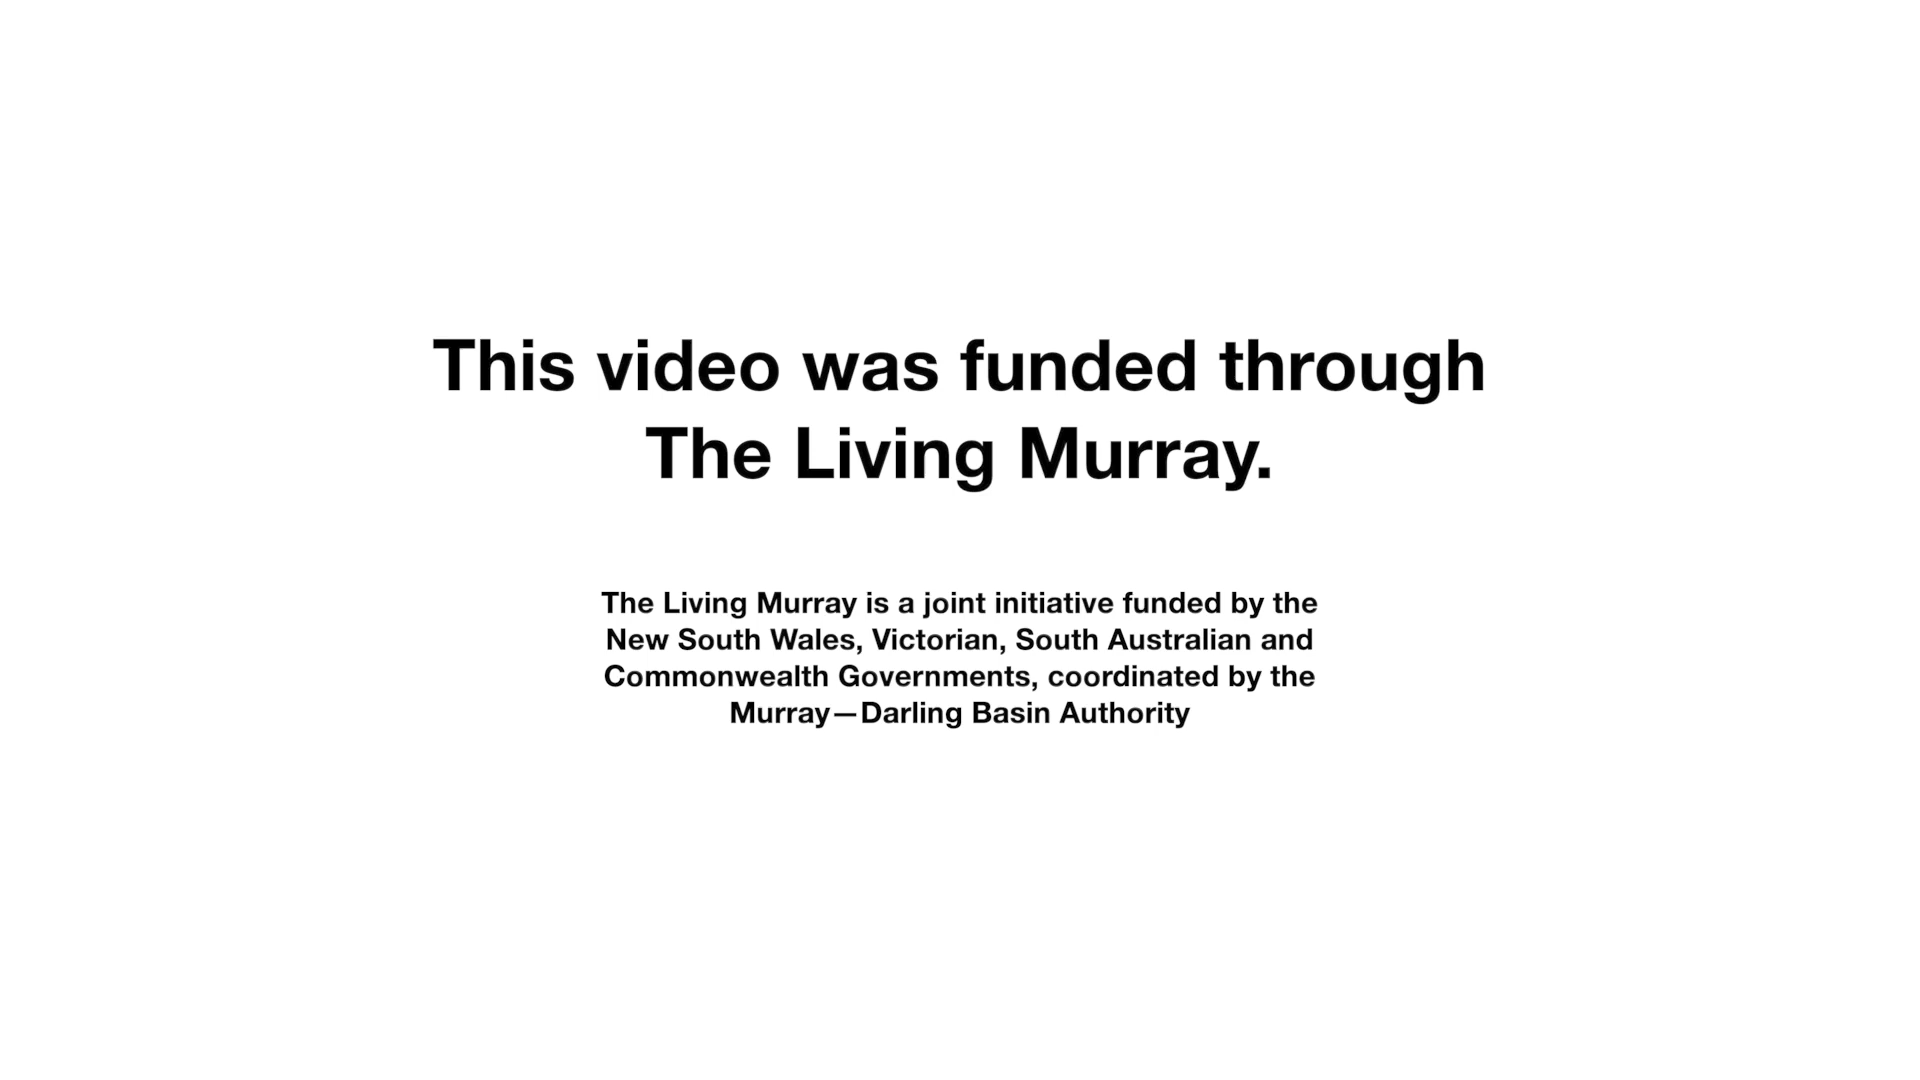 This video was funded through
The Living Murray.
The Living Murray is a joint initiative funded by the
New South Wales, Victorian, South Australian and
Commonwealth Governments, coordinated by the
Murray—Darling Basin Authority